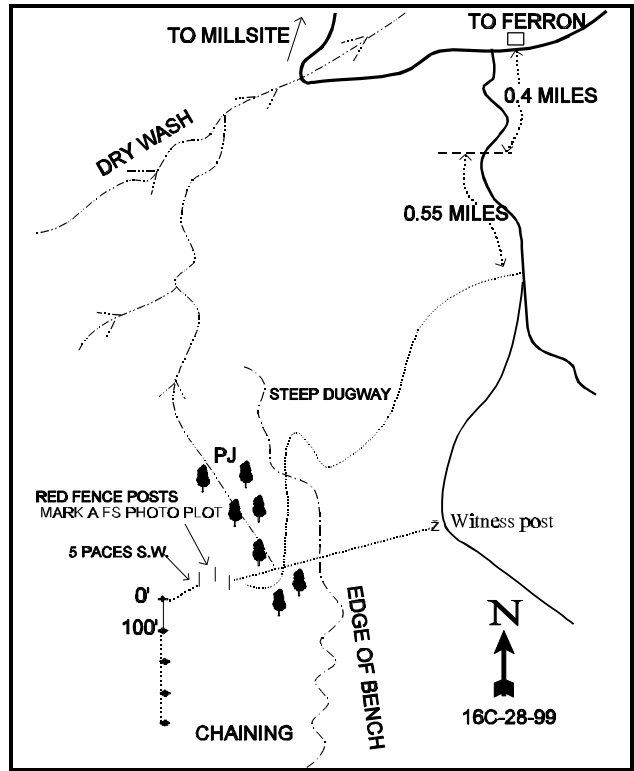 TO FERRON
TO MILLSITE
0.4 MILES
DRY WASH
0.55 MILES
STEEP DUGWAY
PJ
RED FENCE POSTS
MARK A FS PHOTO PLOT
Witness post
z
5 PACES S.W.
0'
100'
EDGE OF BENCH
N
16C-28-99
CHAINING